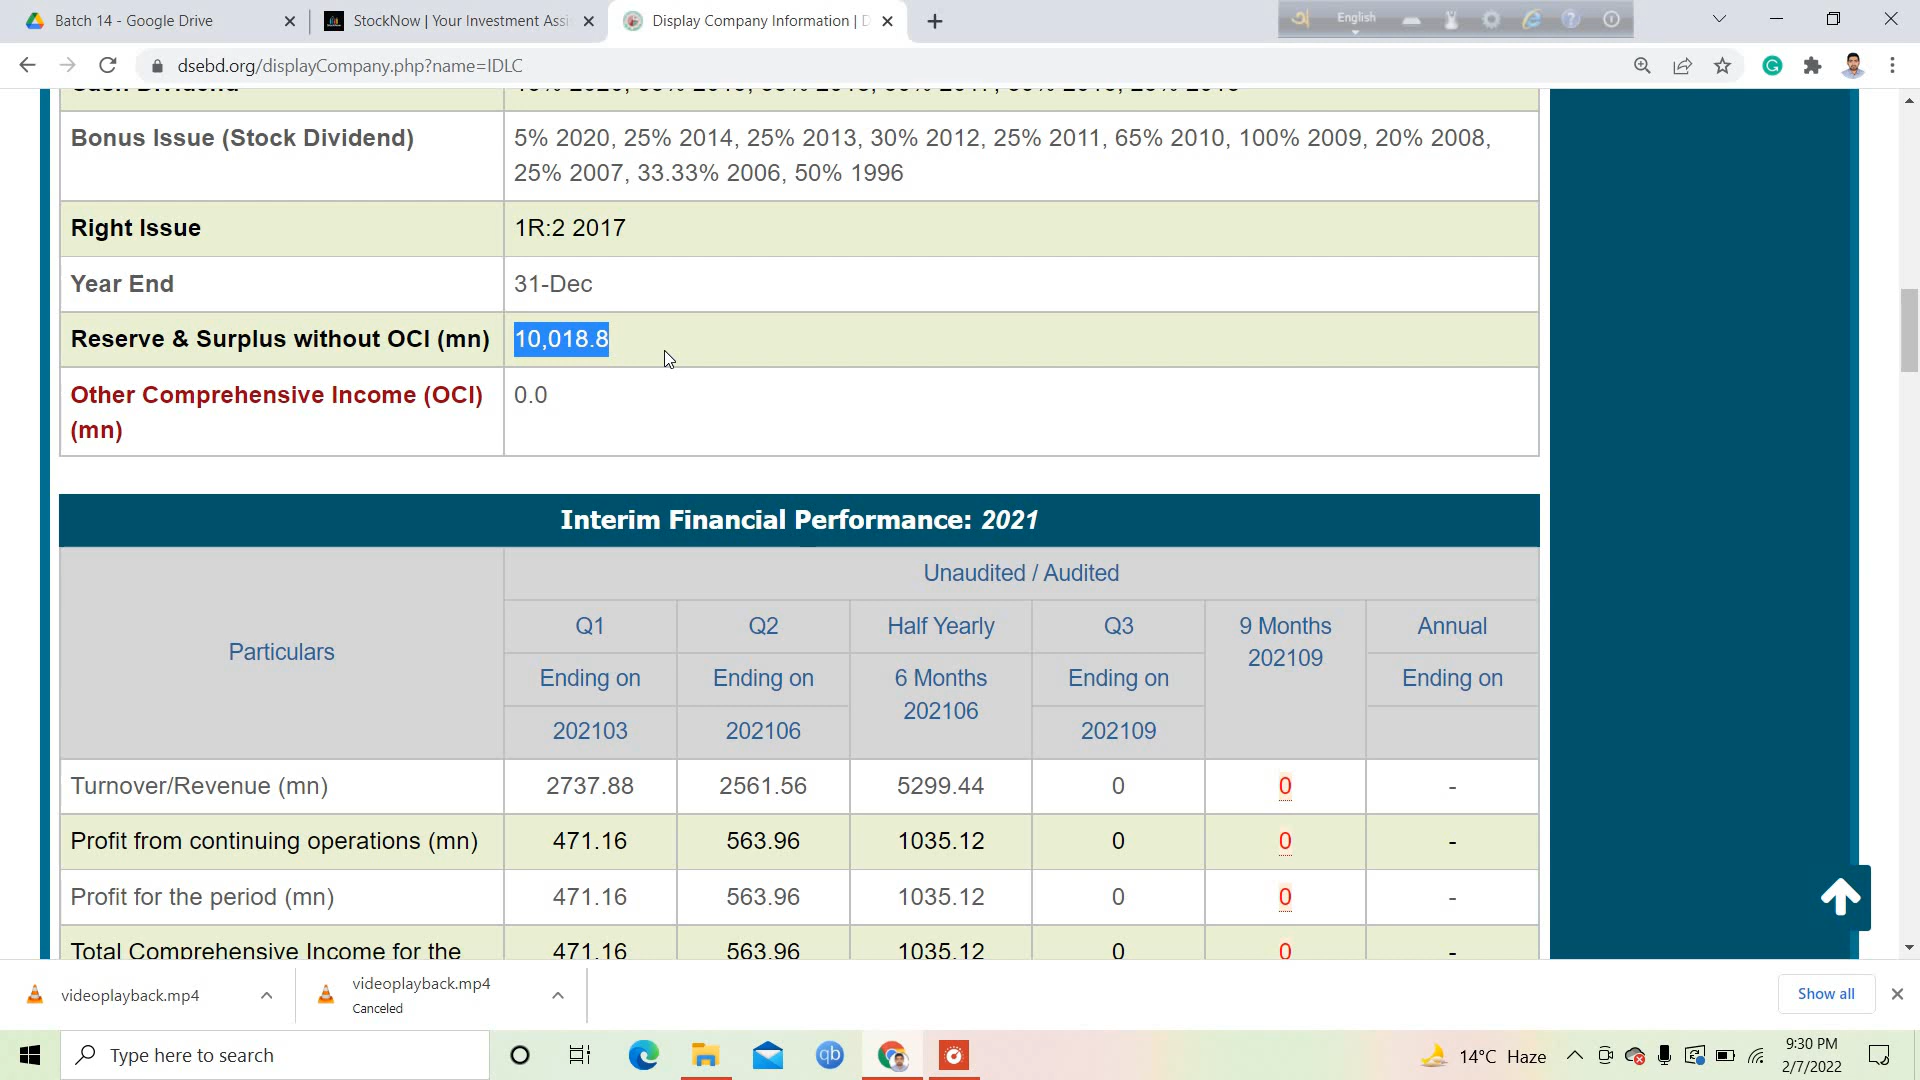 Batch 14 - Google Drive
StockNow | Your Investment Assi
Display Company Information | D
English
dsebd.org/displayCompany.php?name=IDLC
Bonus Issue (Stock Dividend)
5% 2020, 25% 2014, 25% 2013, 30% 2012, 25% 2011, 65% 2010, 100% 2009, 20% 2008,
25% 2007, 33.33% 2006, 50% 1996
Right Issue
1R:2 2017
Year End
31-Dec
Reserve & Surplus without OCI (mn)
10,018.8
Other Comprehensive Income (OCI)
(mn)
0.0
Interim Financial Performance: 2021
Particulars
Unaudited / Audited
Q1 Q2 Half Yearly Q3 9 Months Annual
202109
Ending on Ending on 6 Months Ending on Ending on
202106
202103 202106 202109
Turnover/Revenue (mn) 2737.88 2561.56 5299.44 0 0 -
Profit from continuing operations (mn) 471.16 563.96 1035.12 0 0 -
Profit for the period (mn) 471.16 563.96 1035.12 0 0 -
Total Comprehensive Income for the 471.16 563.96 1035.12 0 0 -
videoplayback.mp4
videoplayback.mp4
Canceled
Show all
Type here to search
qb
14°C Haze
9:30 PM
2/7/2022